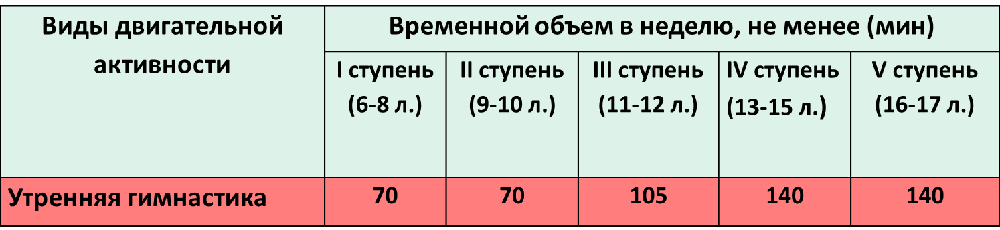 Виды двигательной
активности
Временной объем в неделю, не менее (мин)
I ступень
(6-8 л.)
II ступень
(9-10 л.)
III ступень
(11-12 л.)
IV ступень
(13-15 л.)
V ступень
(16-17 л.)
Утренняя гимнастика
70
70
105
140
140